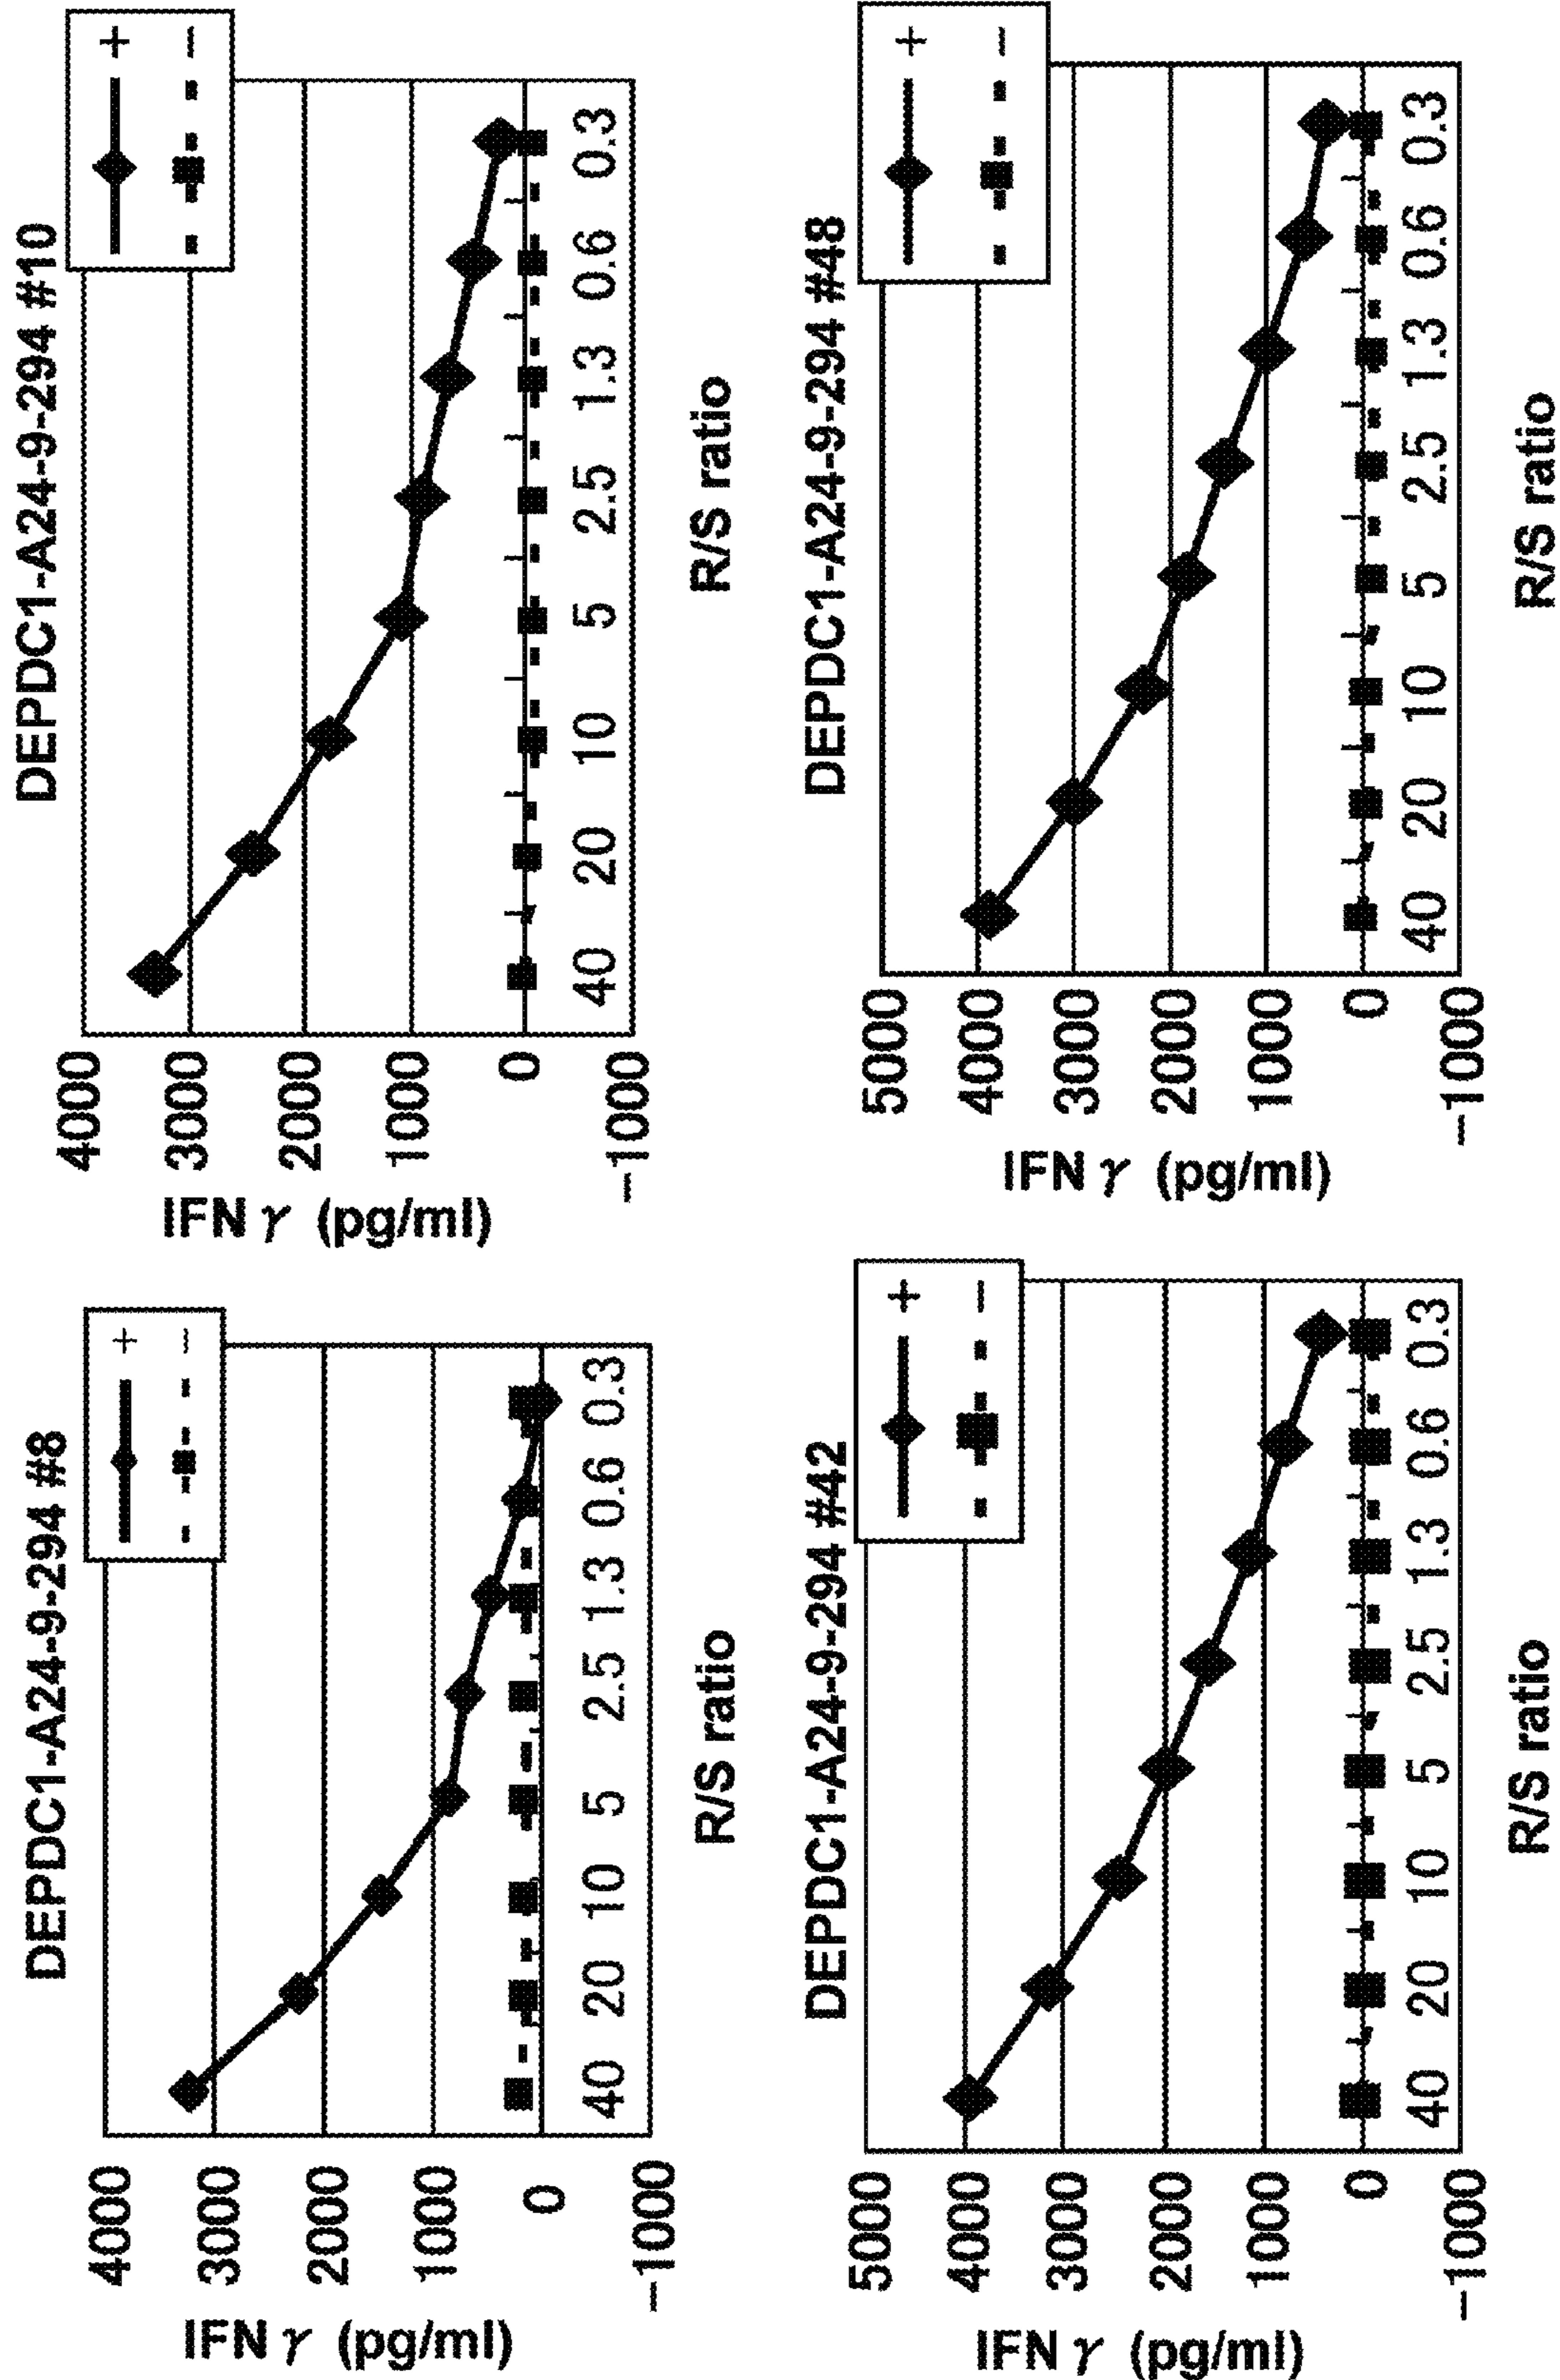 DEPDC1-A24-9-294 #8
IFN γ (pg/ml)
4000
3000
2000
1000
0
−1000
40 20 10 5 2.5 1.3 0.6 0.3
R/S ratio
+
−
DEPDC1-A24-9-294 #10
IFN γ (pg/ml)
4000
3000
2000
1000
0
−1000
40 20 10 5 2.5 1.3 0.6 0.3
R/S ratio
+
−
DEPDC1-A24-9-294 #42
IFN γ (pg/ml)
5000
4000
3000
2000
1000
0
−1000
40 20 10 5 2.5 1.3 0.6 0.3
R/S ratio
+
−
DEPDC1-A24-9-294 #48
IFN γ (pg/ml)
5000
4000
3000
2000
1000
0
−1000
40 20 10 5 2.5 1.3 0.6 0.3
R/S ratio
+
−